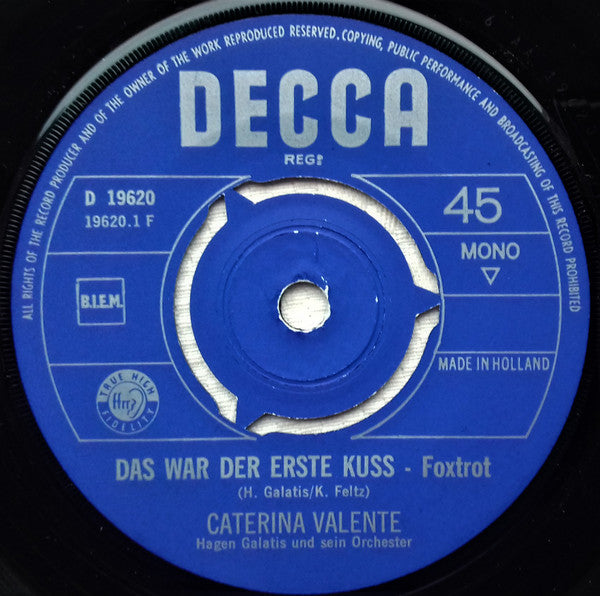 ALL RIGHTS OF THE RECORD PRODUCER AND OF THE OWNER OF THE WORK REPRODUCED RESERVED. COPYING, PUBLIC PERFORMANCE AND BROADCASTING OF THIS RECORD PROHIBITED
DECCA
REGD
D 19620
19620.1 F
45
MONO
B.I.E.M.
MADE IN HOLLAND
TRUE HIGH
ffrr
FIDELITY
DAS WAR DER ERSTE KUSS - Foxtrot
(H. Galatis/K. Feltz)
CATERINA VALENTE
Hagen Galatis und sein Orchester